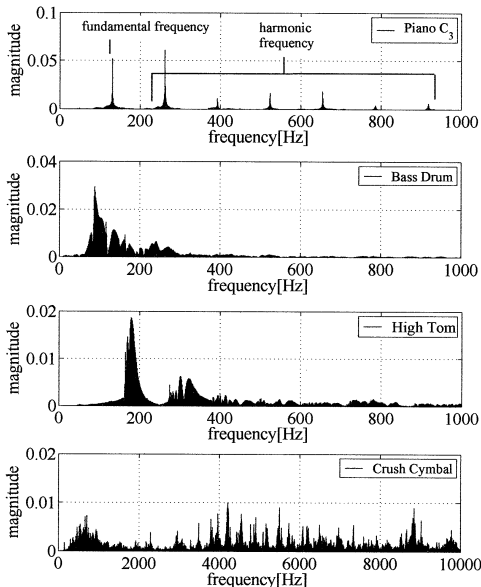 0.1
fundamental frequency
harmonic
frequency
Piano C3
magnitude
0.05
0
0 200 400 600 800 1000
frequency[Hz]
0.04
Bass Drum
magnitude
0.02
0
0 200 400 600 800 1000
frequency[Hz]
0.02
High Tom
magnitude
0.01
0
0 200 400 600 800 1000
frequency[Hz]
0.02
Crush Cymbal
magnitude
0.01
0
0 2000 4000 6000 8000 10000
frequency[Hz]